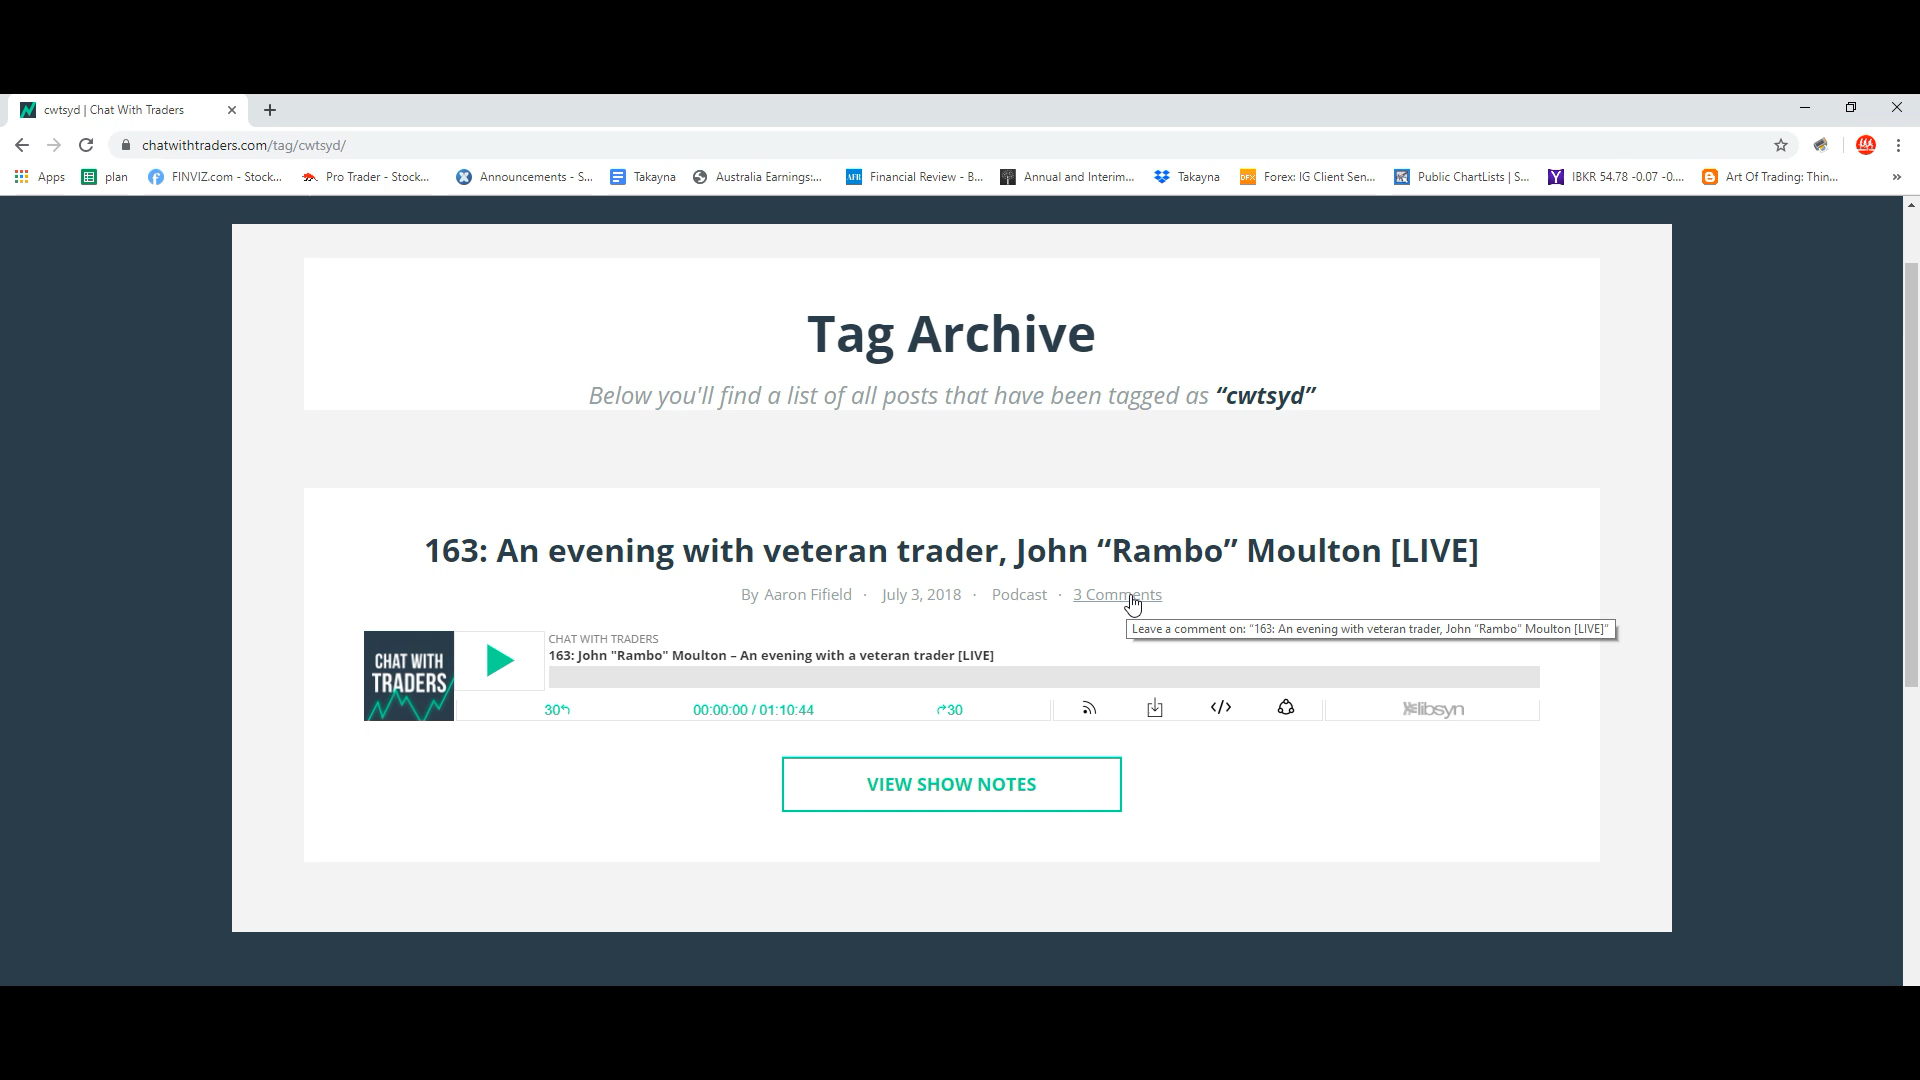 cwtsyd | Chat With Traders
chatwithtraders.com/tag/cwtsyd/
Apps plan FINVIZ.com - Stock... Pro Trader - Stock... Announcements - S... Takayna Australia Earnings:... AFR Financial Review - B... Annual and Interim... Takayna DFX Forex: IG Client Sen... Public ChartLists | S... Y IBKR 54.78 -0.07 -0.... Art Of Trading: Thin... »
Tag Archive
Below you'll find a list of all posts that have been tagged as “cwtsyd”
163: An evening with veteran trader, John “Rambo” Moulton [LIVE]
By Aaron Fifield · July 3, 2018 · Podcast · 3 Comments
Leave a comment on: “163: An evening with veteran trader, John “Rambo” Moulton [LIVE]”
CHAT WITH
TRADERS
CHAT WITH TRADERS
163: John "Rambo" Moulton – An evening with a veteran trader [LIVE]
30 00:00:00 / 01:10:44 30 </> libsyn
VIEW SHOW NOTES